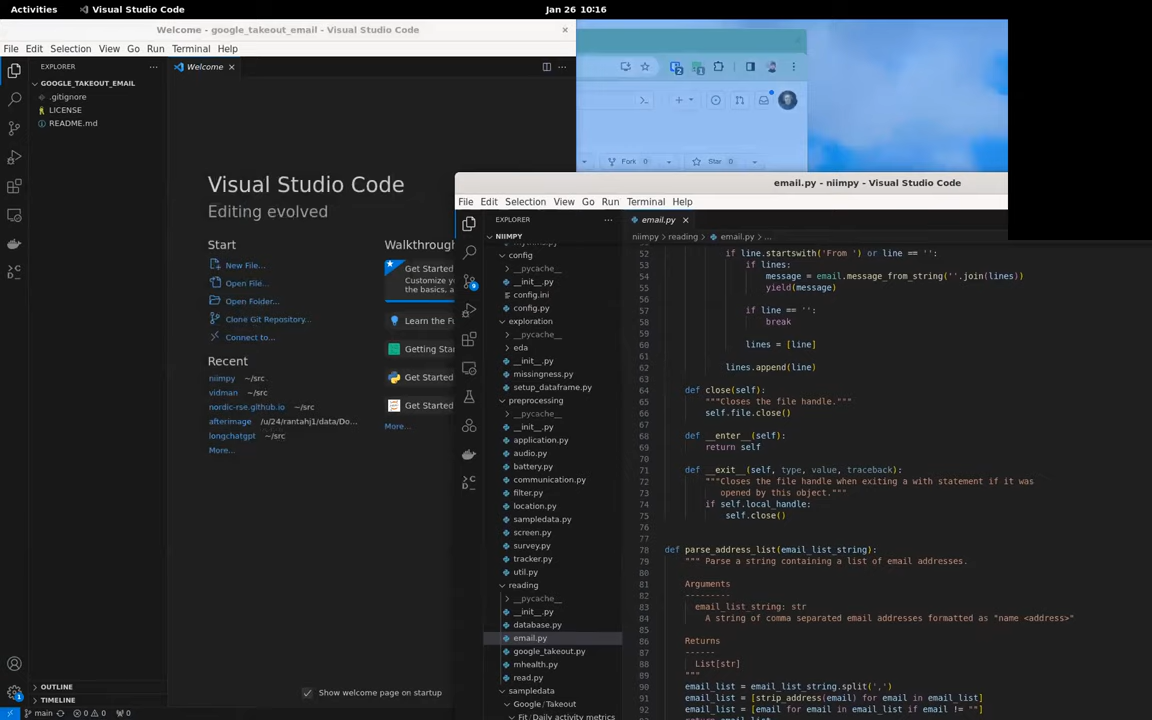 Activities
Visual Studio Code
Jan 26 10:16
Welcome - google_takeout_email - Visual Studio Code
File Edit Selection View Go Run Terminal Help
EXPLORER
Welcome
GOOGLE_TAKEOUT_EMAIL
.gitignore
LICENSE
README.md
Visual Studio Code
Editing evolved
Start
New File...
Open File...
Open Folder...
Clone Git Repository...
Connect to...
Recent
niimpy ~/src
vidman ~/src
nordic-rse.github.io ~/src
afterimage /u/24/rantahj1/data/Do...
longchatgpt ~/src
More...
Walkthroug
Get Started
Customize y
the basics, a
Learn the Fu
Getting Star
Get Started
Get Started
More...
Show welcome page on startup
OUTLINE
TIMELINE
main 0 0 0
Fork 0
Star 0
email.py - niimpy - Visual Studio Code
File Edit Selection View Go Run Terminal Help
EXPLORER
email.py
NIIMPY
niimpy > reading > email.py > ...
config
__pycache__
__init__.py
config.ini
config.py
exploration
__pycache__
eda
__init__.py
missingness.py
setup_dataframe.py
preprocessing
__pycache__
__init__.py
application.py
audio.py
battery.py
communication.py
filter.py
location.py
sampledata.py
screen.py
survey.py
tracker.py
util.py
reading
__pycache__
__init__.py
database.py
email.py
google_takeout.py
mhealth.py
read.py
sampledata
Google/Takeout
Fit/Daily activity metrics
52 if line.startswith('From ') or line == '':
53 if lines:
54 message = email.message_from_string(''.join(lines))
55 yield(message)
56
57 if line == '':
58 break
59
60 lines = [line]
61
62 lines.append(line)
63
64 def close(self):
65 """Closes the file handle."""
66 self.file.close()
67
68 def __enter__(self):
69 return self
70
71 def __exit__(self, type, value, traceback):
72 """Closes the file handle when exiting a with statement if it was
73 opened by this object."""
74 if self.local_handle:
75 self.close()
76
77
78 def parse_address_list(email_list_string):
79 """ Parse a string containing a list of email addresses.
80
81 Arguments
82 ---------
83 email_list_string: str
84 A string of comma separated email addresses formatted as "name <address>"
85
86 Returns
87 ------
88 List[str]
89 """
90 email_list = email_list_string.split(',')
91 email_list = [strip_address(email) for email in email_list]
92 email_list = [email for email in email_list if email != ""]